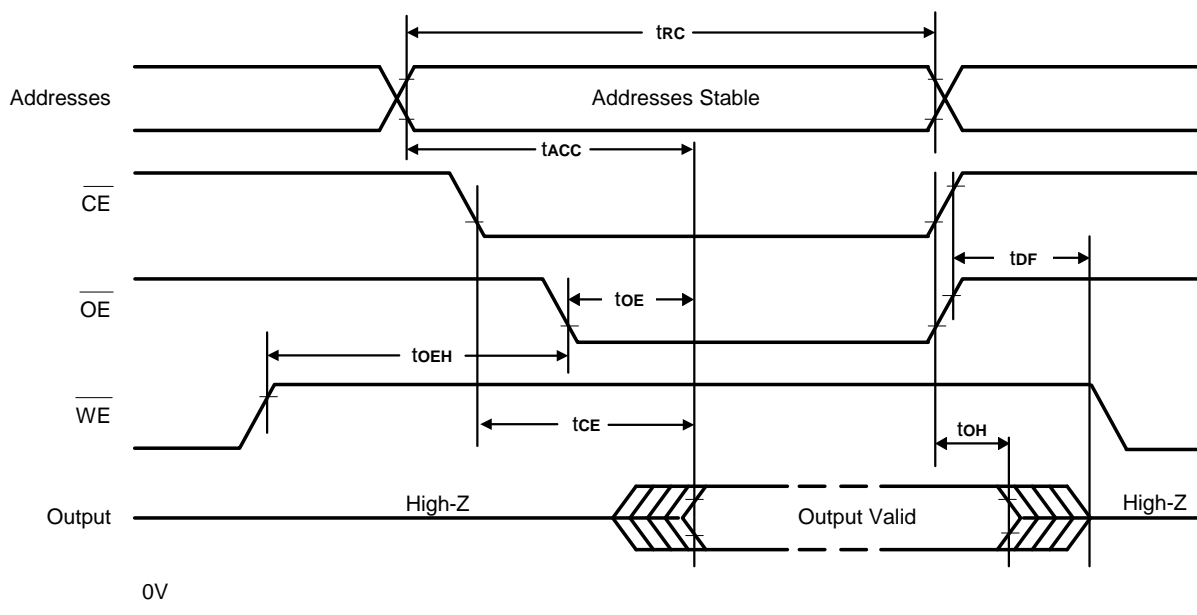 tRC
Addresses
Addresses Stable
tACC
CE
tDF
OE
tOE
tOEH
WE
tCE
tOH
High-Z
High-Z
Output
Output Valid
0V